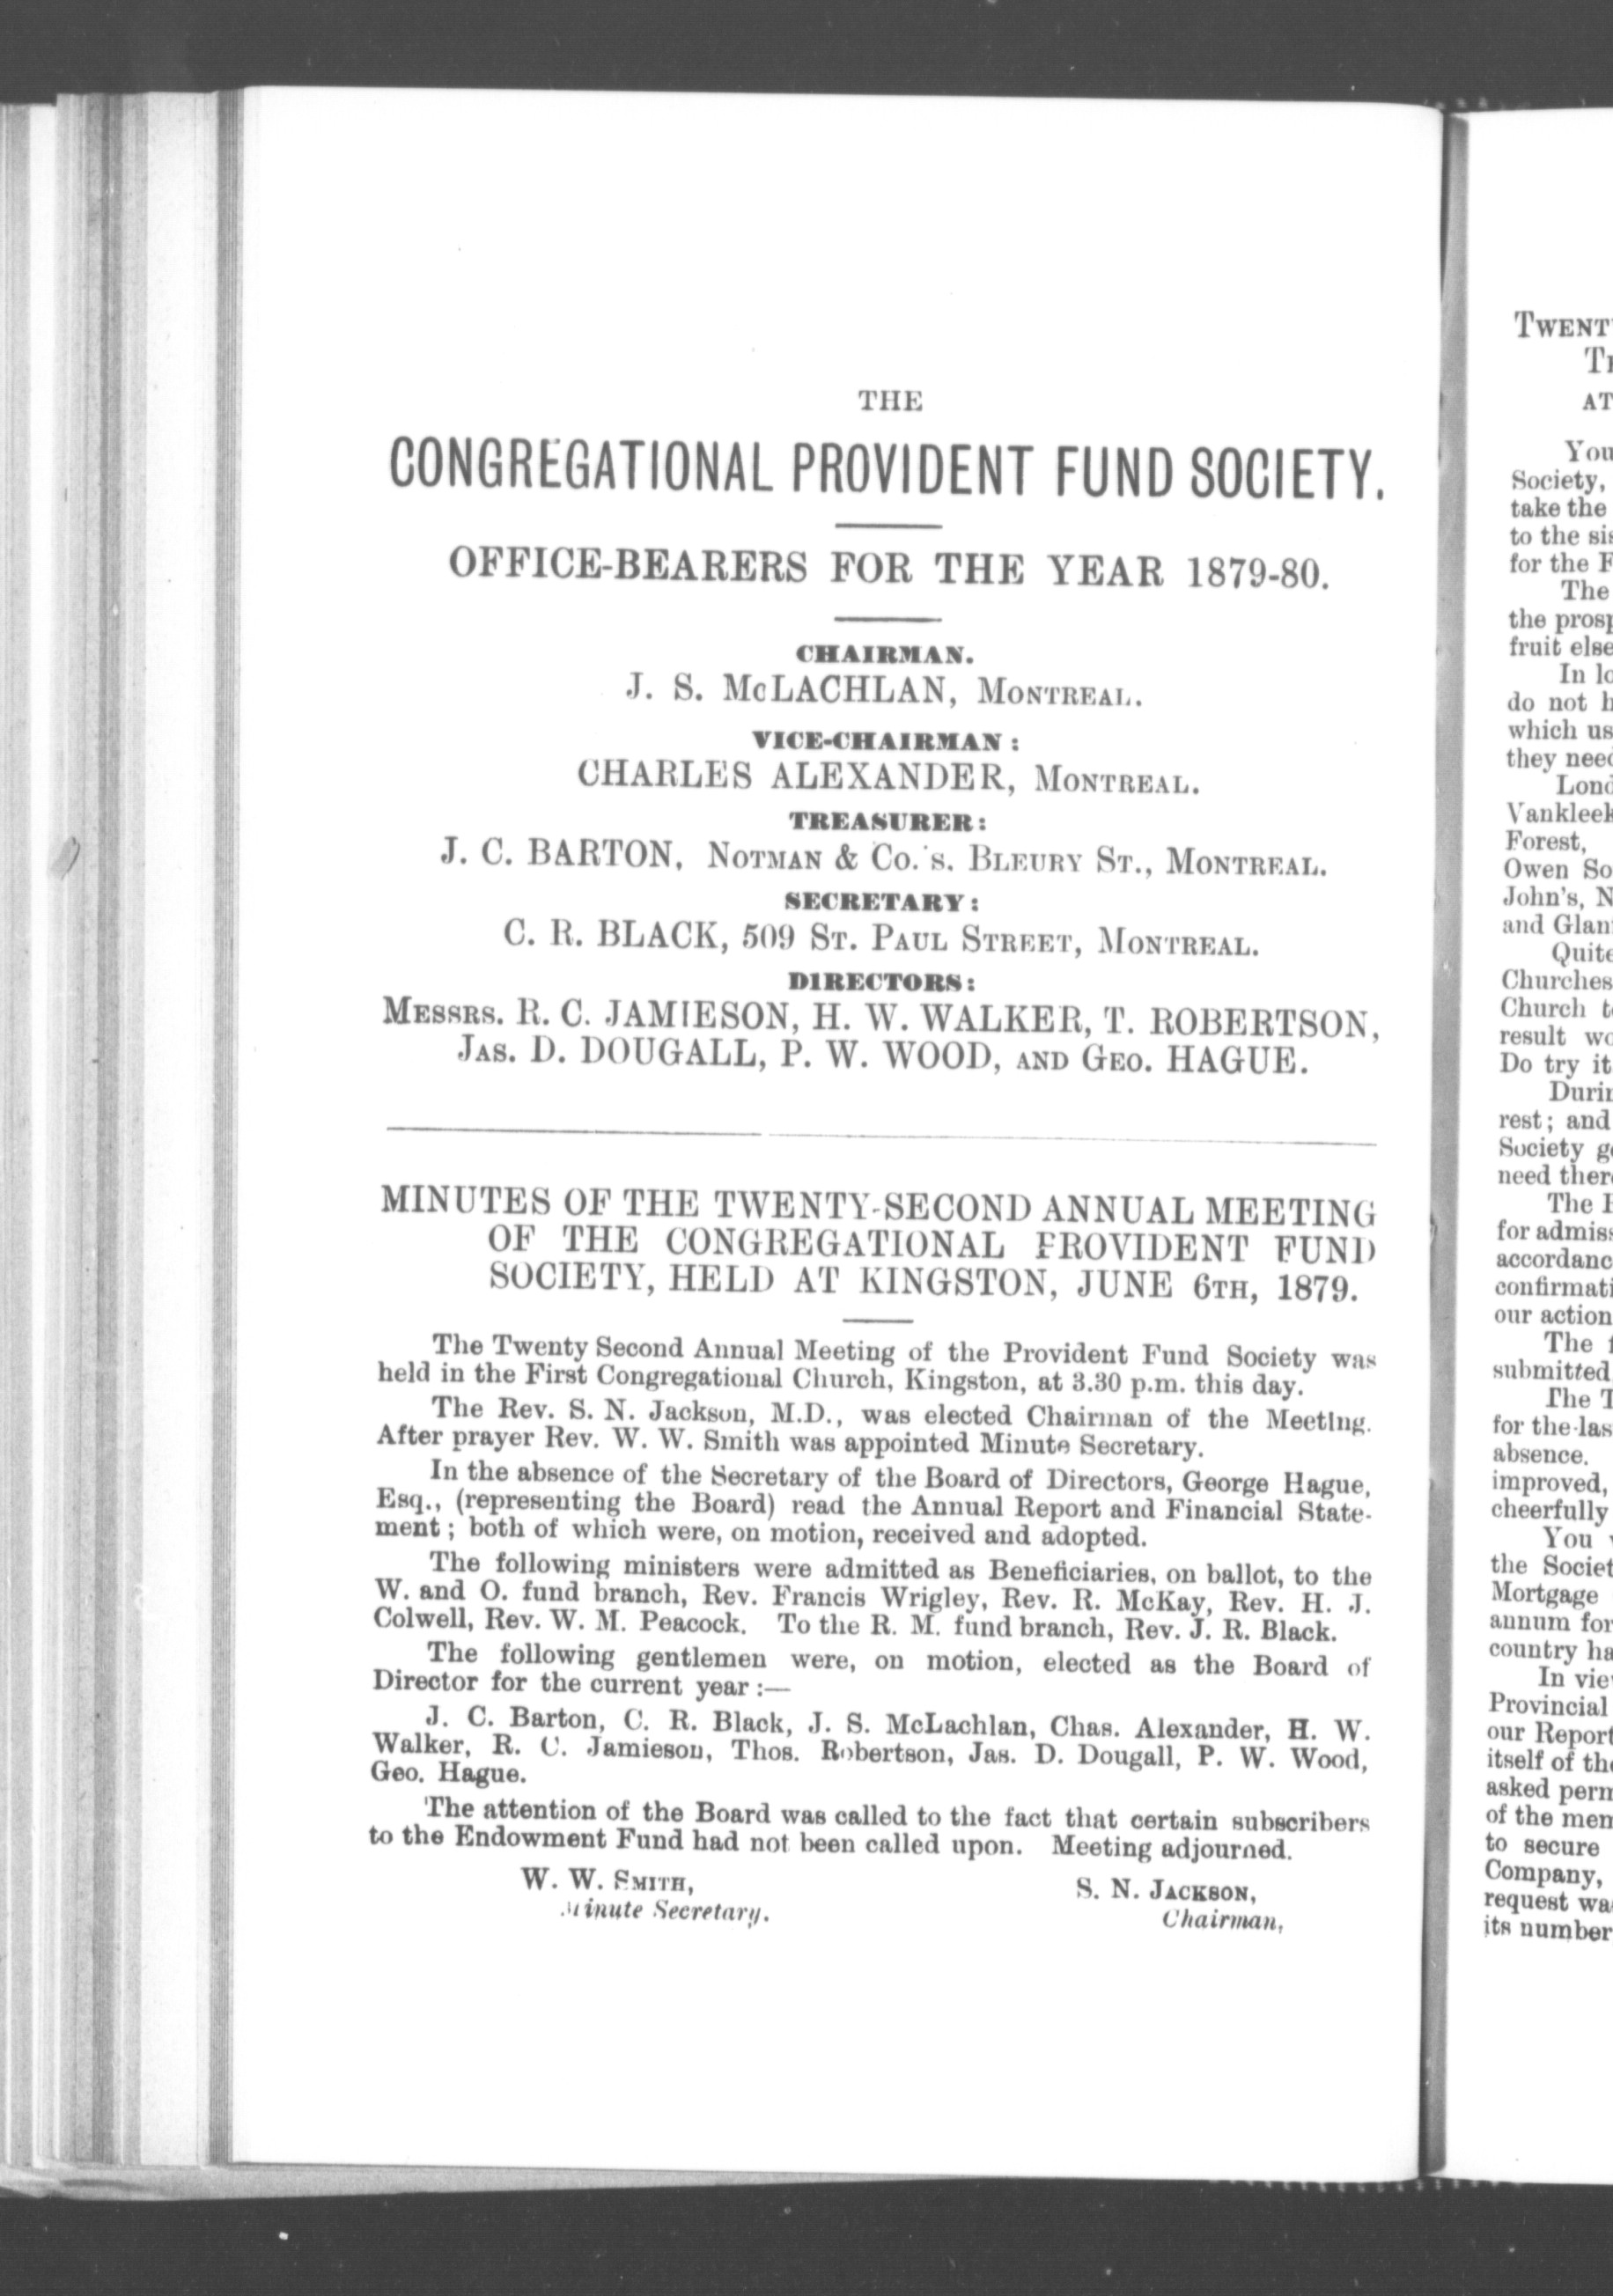 THE
CONGREGATIONAL PROVIDENT FUND SOCIETY.
OFFICE-BEARERS FOR THE YEAR 1879-80.
CHAIRMAN.
J. S. McLACHLAN, MONTREAL.
VICE-CHAIRMAN:
CHARLES ALEXANDER, MONTREAL.
TREASURER:
J. C. BARTON, NOTMAN & Co.'s. BLEURY ST., MONTREAL.
SECRETARY:
C. R. BLACK, 509 ST. PAUL STREET, MONTREAL.
DIRECTORS:
MESSRS. R. C. JAMIESON, H. W. WALKER, T. ROBERTSON,
JAS. D. DOUGALL, P. W. WOOD, AND GEO. HAGUE.
MINUTES OF THE TWENTY-SECOND ANNUAL MEETING
OF THE CONGREGATIONAL PROVIDENT FUND
SOCIETY, HELD AT KINGSTON, JUNE 6TH, 1879.
The Twenty Second Annual Meeting of the Provident Fund Society was
held in the First Congregational Church, Kingston, at 3.30 p.m. this day.
The Rev. S. N. Jackson, M.D., was elected Chairman of the Meeting.
After prayer Rev. W. W. Smith was appointed Minute Secretary.
In the absence of the Secretary of the Board of Directors, George Hague,
Esq., (representing the Board) read the Annual Report and Financial State-
ment; both of which were, on motion, received and adopted.
The following ministers were admitted as Beneficiaries, on ballot, to the
W. and O. fund branch, Rev. Francis Wrigley, Rev. R. McKay, Rev. H. J.
Colwell, Rev. W. M. Peacock. To the R. M. fund branch, Rev. J. R. Black.
The following gentlemen were, on motion, elected as the Board of
Director for the current year:—
J. C. Barton, C. R. Black, J. S. McLachlan, Chas. Alexander, H. W.
Walker, R. C. Jamieson, Thos. Robertson, Jas. D. Dougall, P. W. Wood,
Geo. Hague.
The attention of the Board was called to the fact that certain subscribers
to the Endowment Fund had not been called upon. Meeting adjourned.
W. W. SMITH,
Minute Secretary.
S. N. JACKSON,
Chairman,
TWENT
AT
You
Society,
take the
to the sis
for the F
The
the prosp
fruit else
In lo
do not h
which us
they need
Lond
Vankleek
Forest,
Owen So
John's, N
and Glan
Quite
Churches
Church t
result wo
Do try it
Durin
rest; and
Society g
need ther
The
for admiss
accordanc
confirmati
our action
The
submitted
The T
for the las
absence.
improved,
cheerfully
You
the Societ
Mortgage
annum for
country ha
In vie
Provincial
our Report
itself of the
asked perm
of the mem
to secure
Company,
request wa
its number